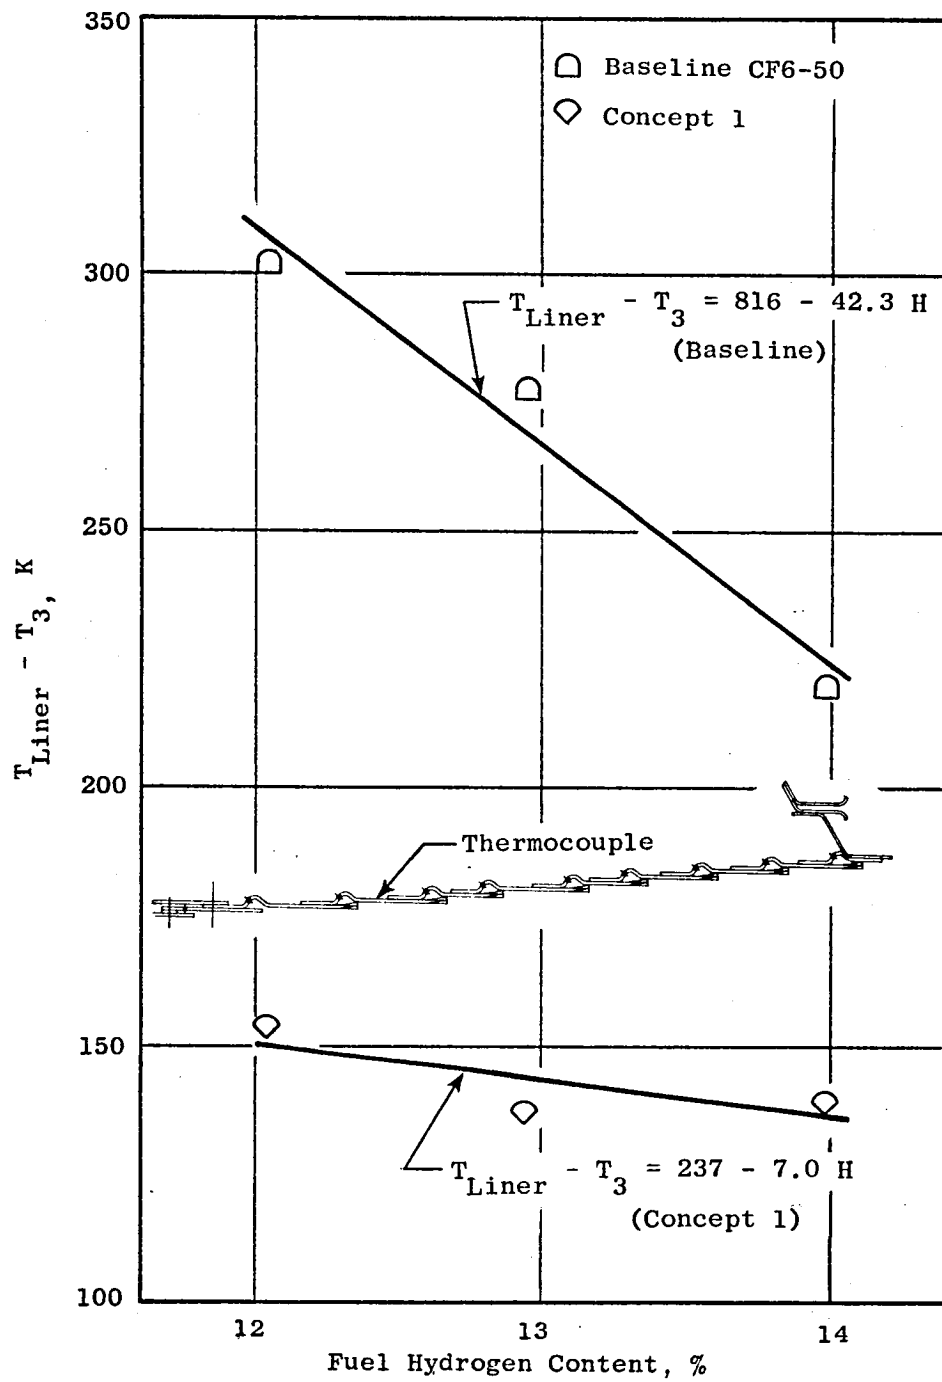 350
Baseline CF6-50
Concept 1
300
T_Liner - T_3 = 816 - 42.3 H
(Baseline)
250
T_Liner - T_3, K
200
Thermocouple
150
T_Liner - T_3 = 237 - 7.0 H
(Concept 1)
100
12 13 14
Fuel Hydrogen Content, %